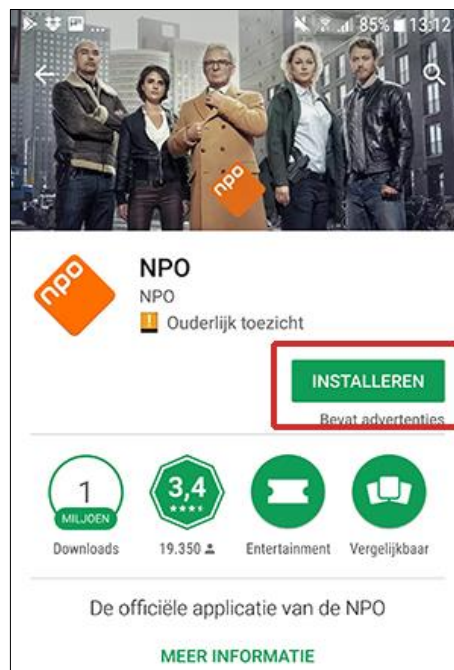 85% 13:12
npo
npo
NPO
NPO
Ouderlijk toezicht
INSTALLEREN
Bevat advertenties
1
MILJOEN
3,4
Downloads
19.350
Entertainment
Vergelijkbaar
De officiële applicatie van de NPO
MEER INFORMATIE